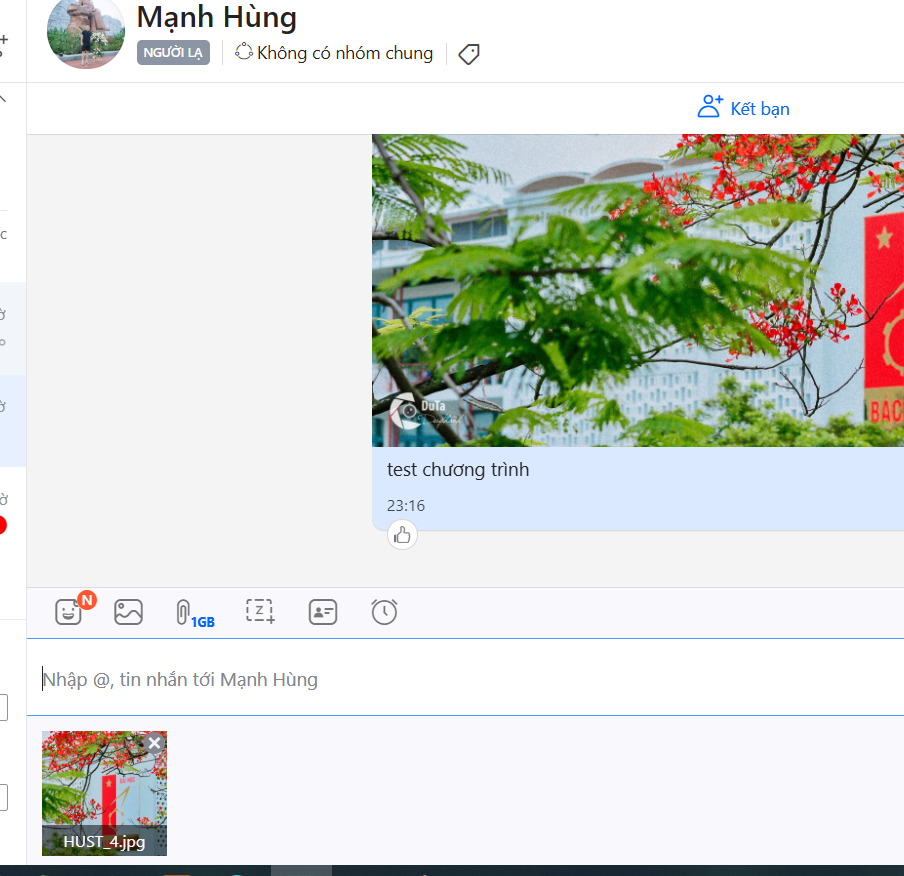 Mạnh Hùng
NGƯỜI LẠ
Không có nhóm chung
Kết bạn
BÁC
DuTa
test chương trình
23:16
N
1GB
Z
Nhập @, tin nhắn tới Mạnh Hùng
HUST_4.jpg